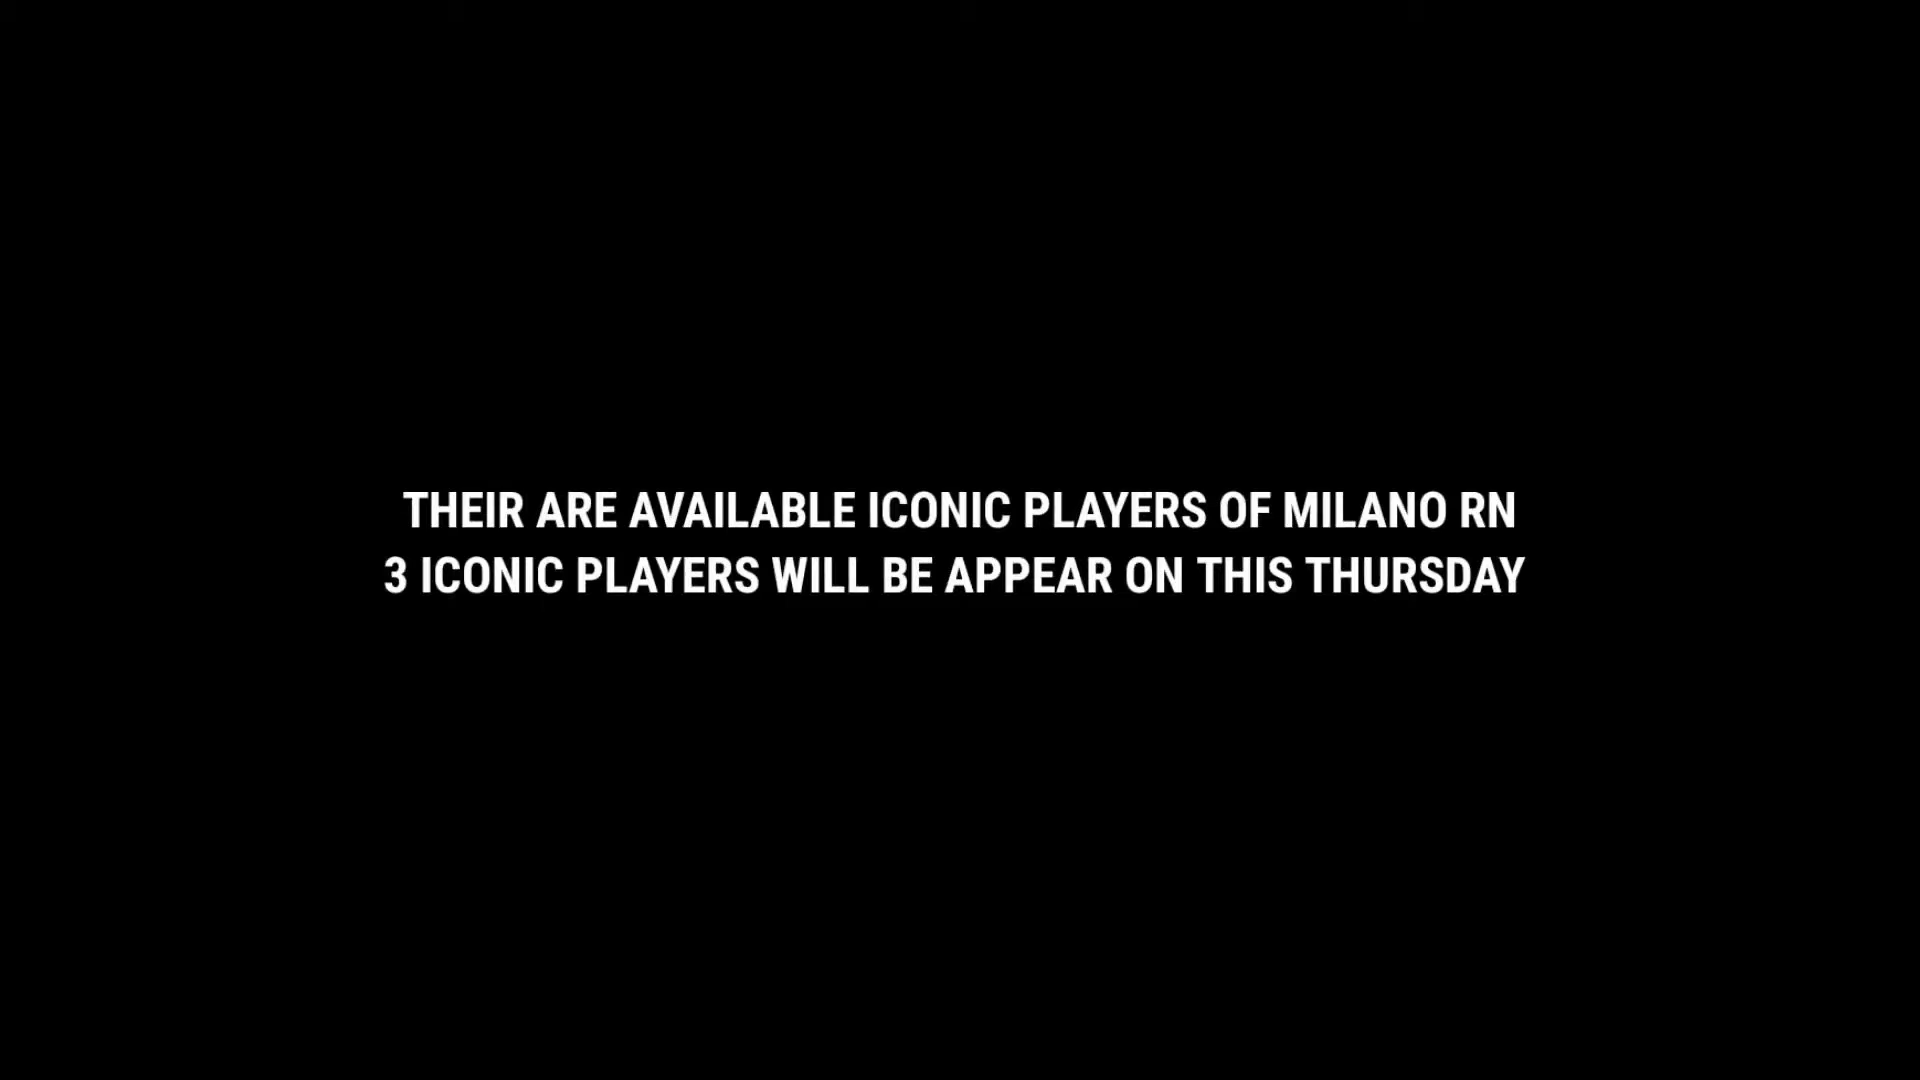 THEIR ARE AVAILABLE ICONIC PLAYERS OF MILANO RN
3 ICONIC PLAYERS WILL BE APPEAR ON THIS THURSDAY